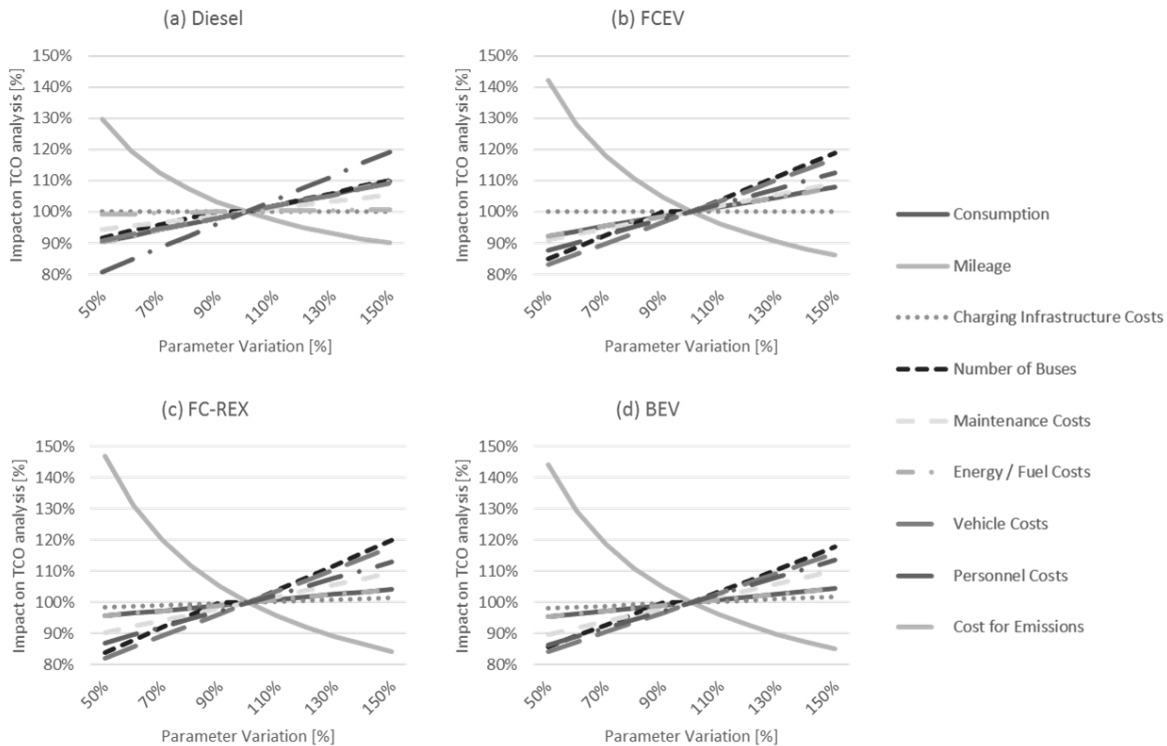 (a) Diesel
Impact on TCO analysis [%]
150%
140%
130%
120%
110%
100%
90%
80%
50%
70%
90%
110%
130%
150%
Parameter Variation [%]
(b) FCEV
Impact on TCO analysis [%]
150%
140%
130%
120%
110%
100%
90%
80%
50%
70%
90%
110%
130%
150%
Parameter Variation [%]
(c) FC-REX
Impact on TCO analysis [%]
150%
140%
130%
120%
110%
100%
90%
80%
50%
70%
90%
110%
130%
150%
Parameter Variation [%]
(d) BEV
Impact on TCO analysis [%]
150%
140%
130%
120%
110%
100%
90%
80%
50%
70%
90%
110%
130%
150%
Parameter Variation [%]
Consumption
Mileage
Charging Infrastructure Costs
Number of Buses
Maintenance Costs
Energy / Fuel Costs
Vehicle Costs
Personnel Costs
Cost for Emissions